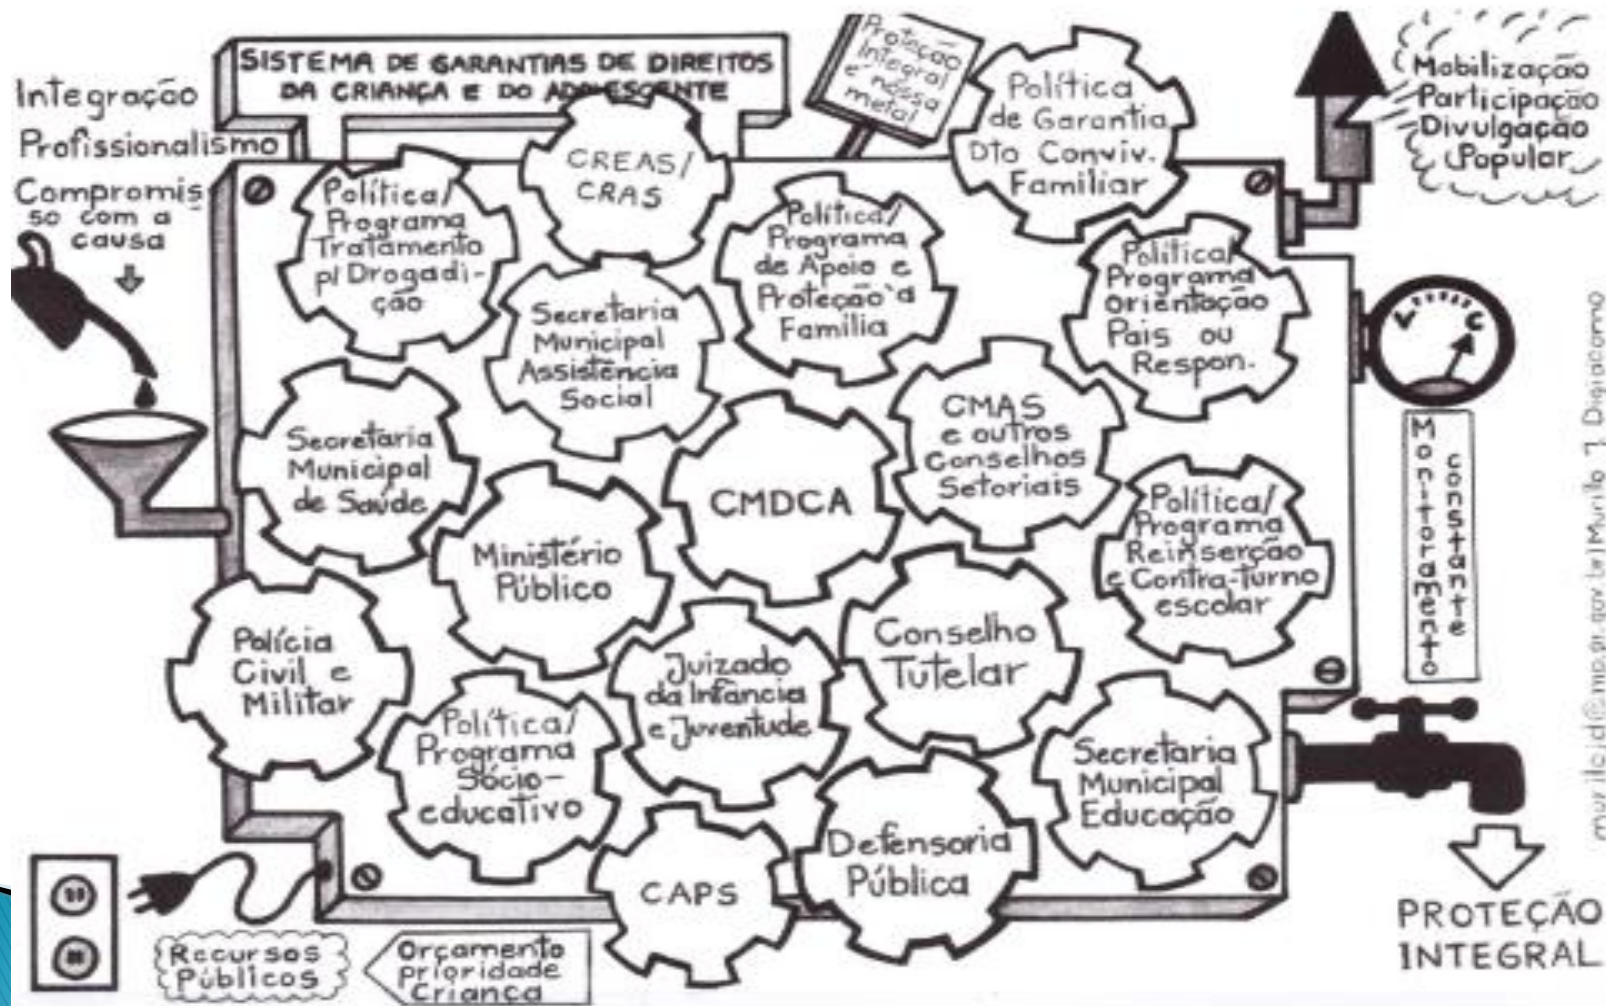 SISTEMA DE GARANTIAS DE DIREITOS
DA CRIANÇA E DO ADOLESCENTE
Proteção
Integral
é nossa
meta!
Mobilização
Participação
Divulgação
Popular
Integração
Profissionalismo
Compromis
so com a
causa
Política/
Programa
Tratamento
p/ Drogadi-
ção
CREAS/
CRAS
Política/
Programa
de Apoio e
Proteção à
Família
Política
de Garantia
Dto Conviv.
Familiar
Política/
Programa
Orientação
Pais ou
Respon.
Secretaria
Municipal
Assistência
Social
Secretaria
Municipal
de Saúde
CMDCA
CMAS
e outros
Conselhos
Setoriais
Política/
Programa
Reinserção
e Contra-turno
escolar
Ministério
Público
Polícia
Civil e
Militar
Política/
Programa
Sócio-
educativo
Juizado
da Infância
e Juventude
Conselho
Tutelar
Secretaria
Municipal
Educação
CAPS
Defensoria
Pública
Monitoramento
constante
PROTEÇÃO
INTEGRAL
Recursos
Públicos
Orçamento
prioridade
Criança
Murilo J. Digiácomo